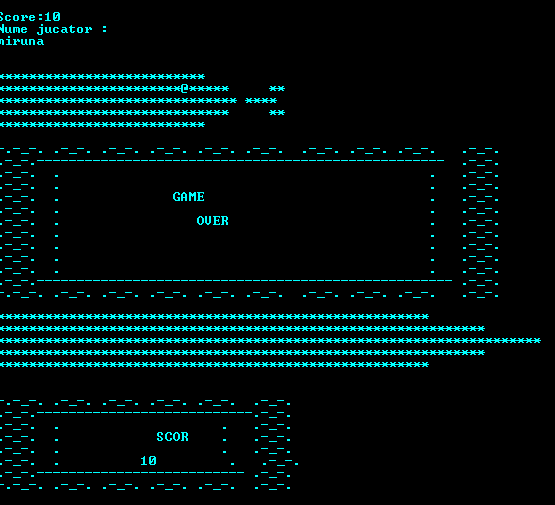 Score:10
Nume jucator :
miruna
GAME
OVER
SCOR
10